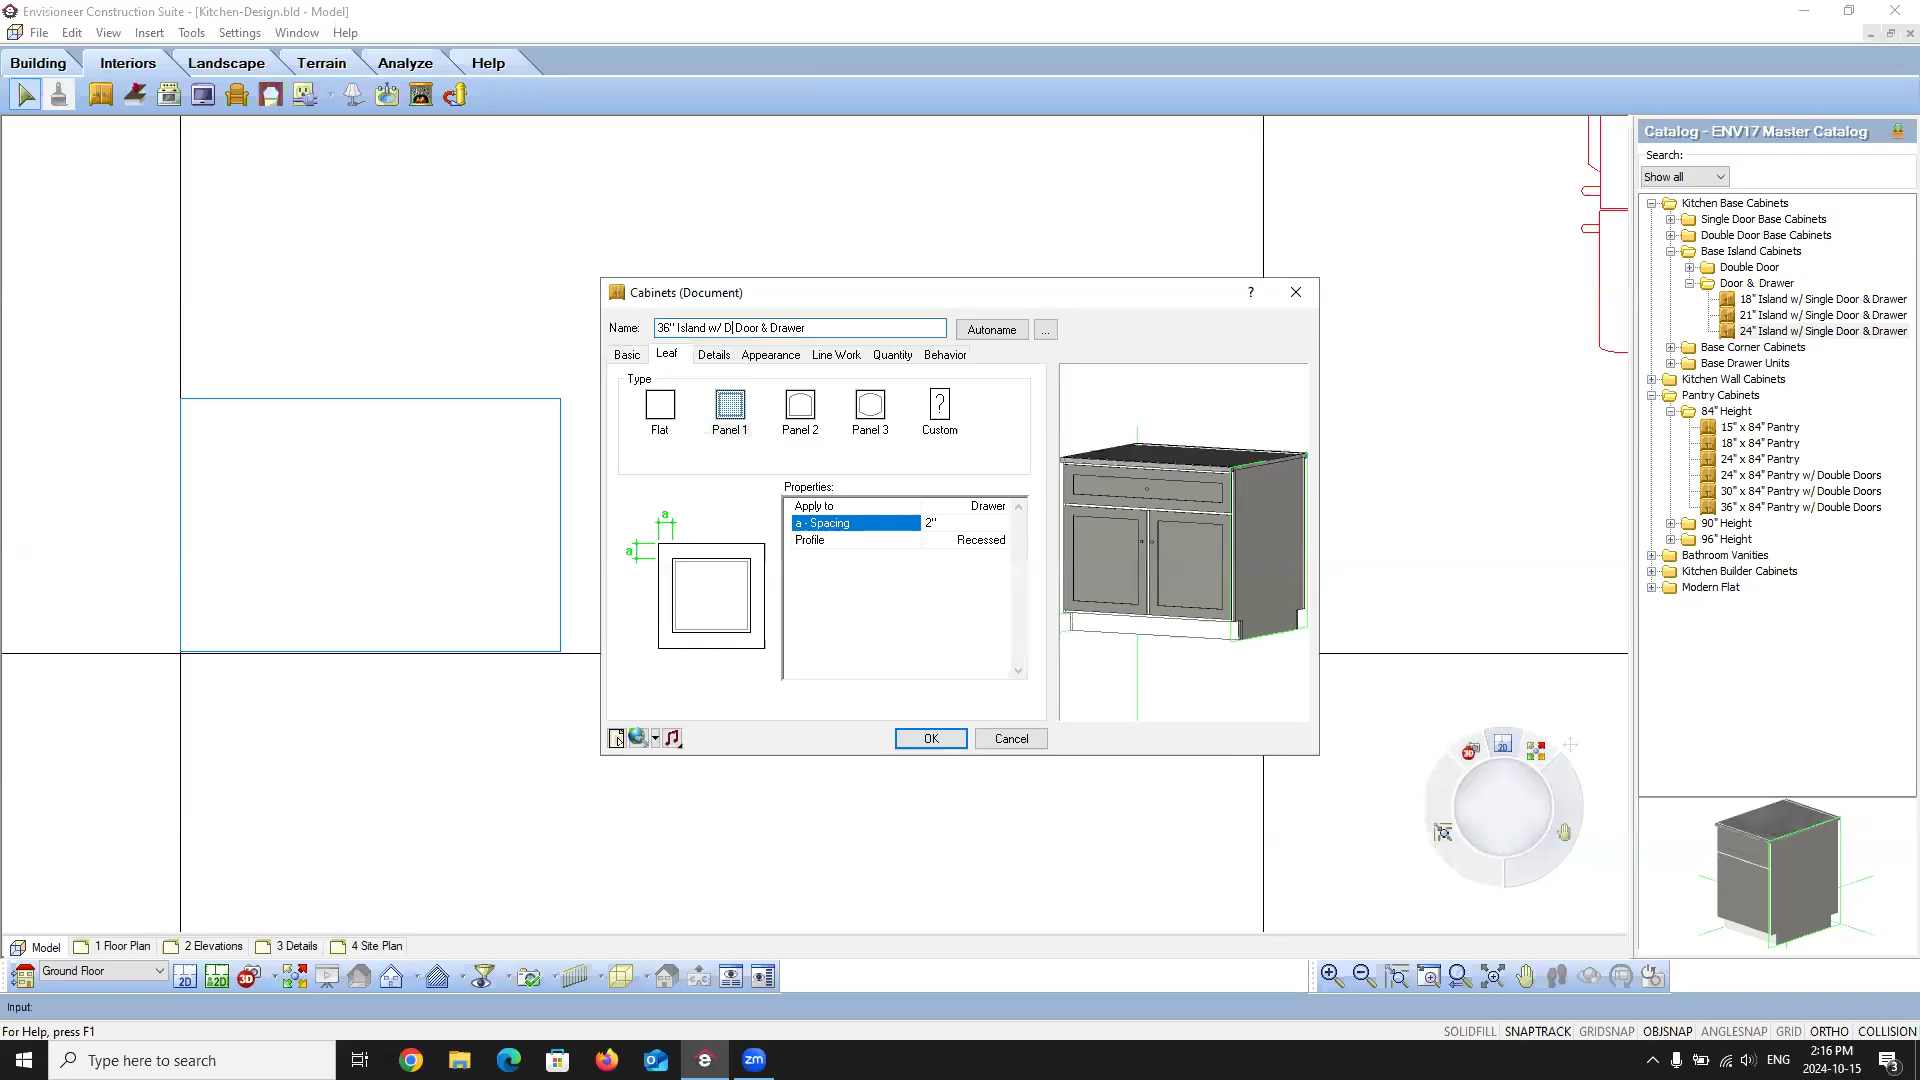 Envisioneer Construction Suite - [Kitchen-Design.bld - Model]
File Edit View Insert Tools Settings Window Help
Building Interiors Landscape Terrain Analyze Help
Catalog - ENV17 Master Catalog
Search:
Show all
Kitchen Base Cabinets
Single Door Base Cabinets
Double Door Base Cabinets
Base Island Cabinets
Double Door
Door & Drawer
18" Island w/ Single Door & Drawer
21" Island w/ Single Door & Drawer
24" Island w/ Single Door & Drawer
Base Corner Cabinets
Base Drawer Units
Kitchen Wall Cabinets
Pantry Cabinets
84" Height
15" x 84" Pantry
18" x 84" Pantry
24" x 84" Pantry
24" x 84" Pantry w/ Double Doors
30" x 84" Pantry w/ Double Doors
36" x 84" Pantry w/ Double Doors
90" Height
96" Height
Bathroom Vanities
Kitchen Builder Cabinets
Modern Flat
Cabinets (Document)
?
Name: 36" Island w/ D Door & Drawer Autoname ...
Basic Leaf Details Appearance Line Work Quantity Behavior
Type
?
Flat Panel 1 Panel 2 Panel 3 Custom
Properties:
Apply to Drawer
a - Spacing 2"
Profile Recessed
a
a
OK Cancel
3D 2D
Model 1 Floor Plan 2 Elevations 3 Details 4 Site Plan
Ground Floor 2D 2D 3D
Input:
For Help, press F1
SOLIDFILL SNAPTRACK GRIDSNAP OBJSNAP ANGLESNAP GRID ORTHO COLLISION
Type here to search
zm
ENG
2:16 PM
2024-10-15
3